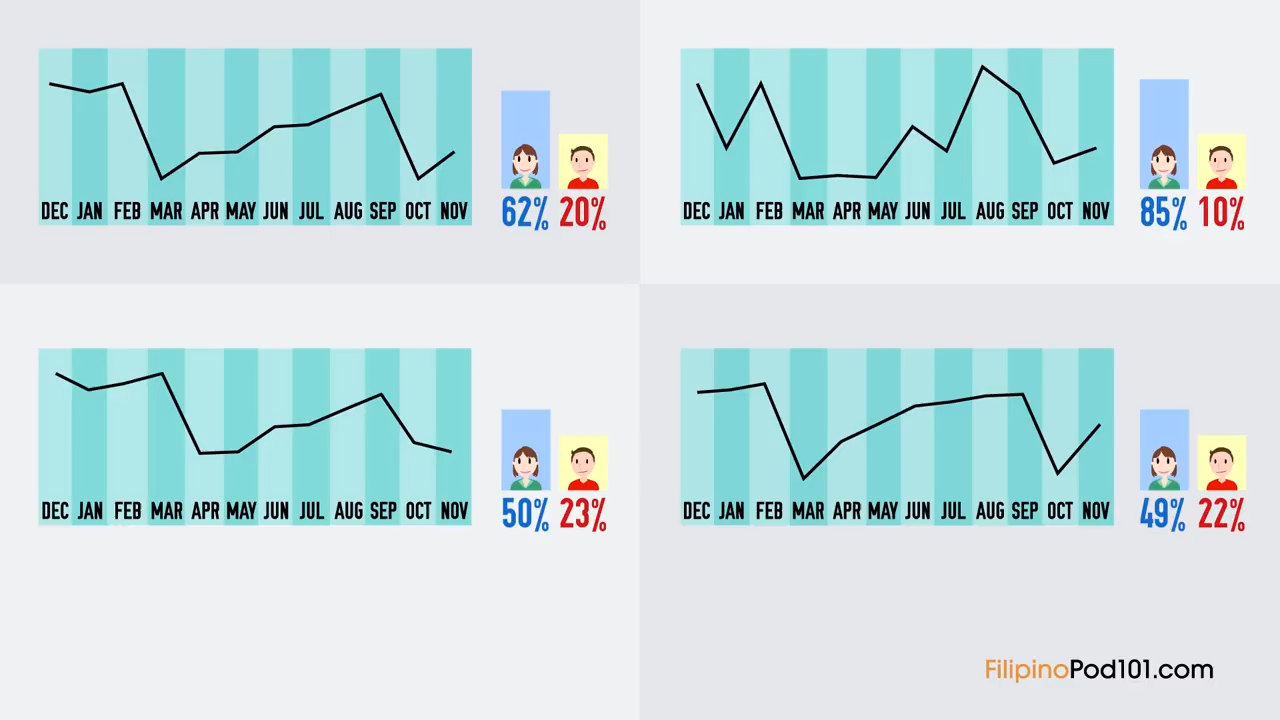 DEC JAN FEB MAR APR MAY JUN JUL AUG SEP OCT NOV
62% 20%
DEC JAN FEB MAR APR MAY JUN JUL AUG SEP OCT NOV
85% 10%
DEC JAN FEB MAR APR MAY JUN JUL AUG SEP OCT NOV
50% 23%
DEC JAN FEB MAR APR MAY JUN JUL AUG SEP OCT NOV
49% 22%
FilipinoPod101.com